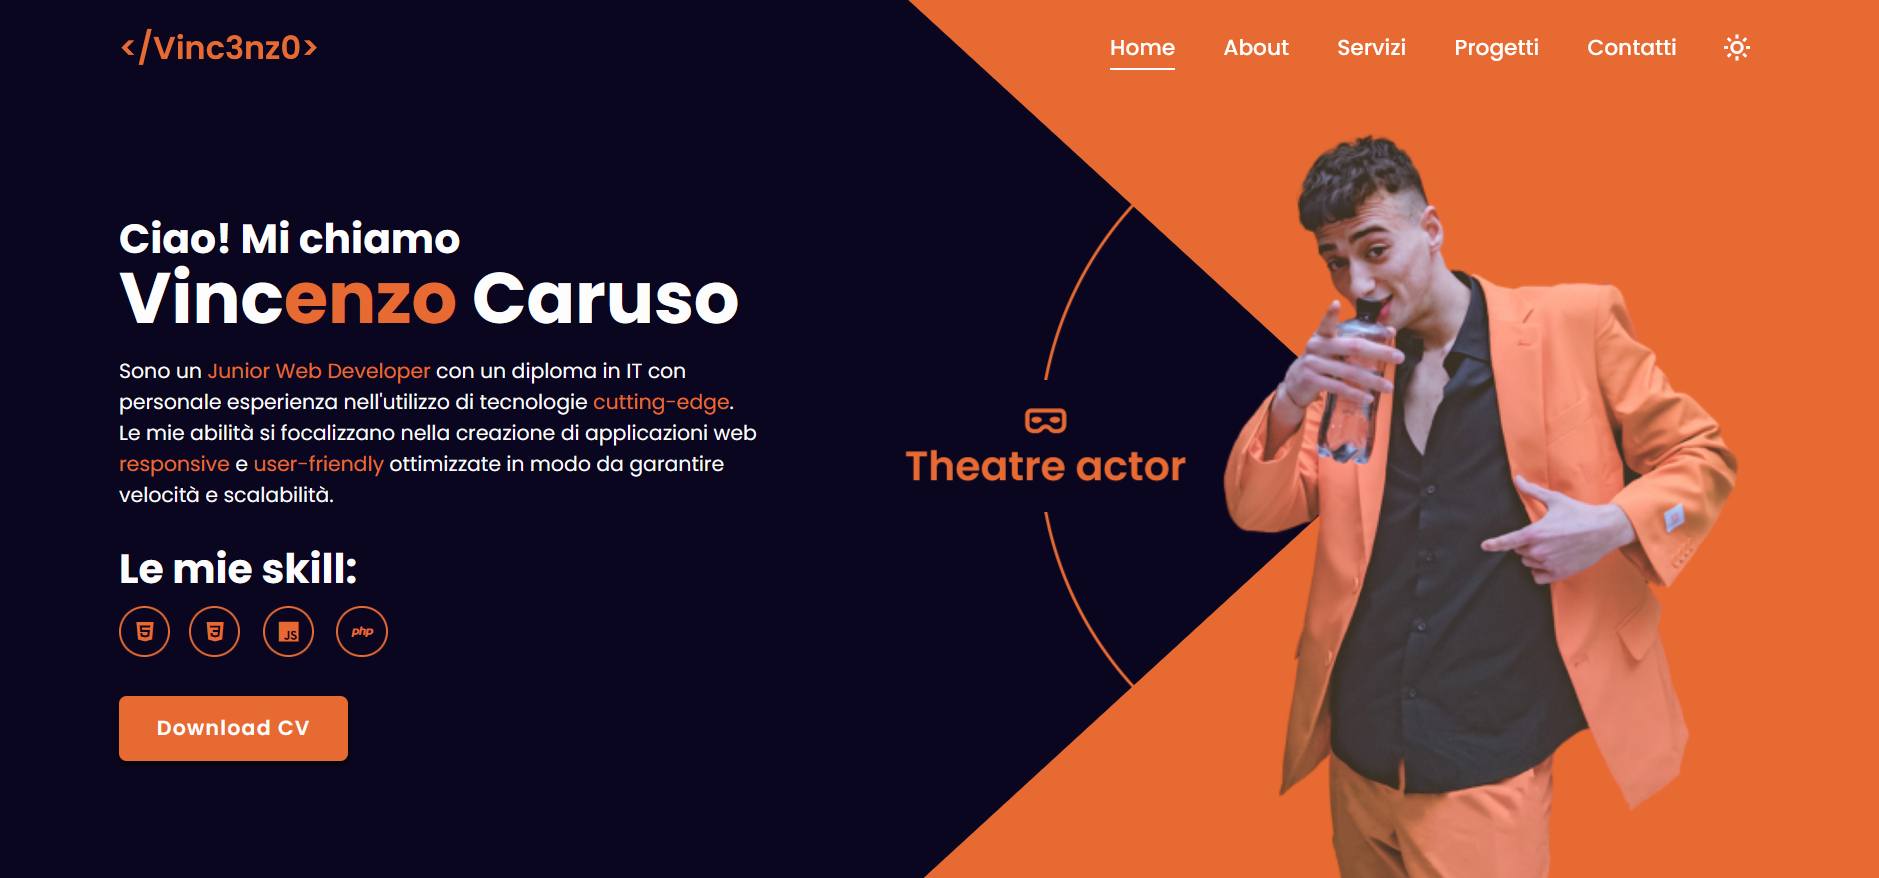 </Vinc3nz0>
Home About Servizi Progetti Contatti
Ciao! Mi chiamo
Vincenzo Caruso
Sono un Junior Web Developer con un diploma in IT con
personale esperienza nell'utilizzo di tecnologie cutting-edge.
Le mie abilità si focalizzano nella creazione di applicazioni web
responsive e user-friendly ottimizzate in modo da garantire
velocità e scalabilità.
Le mie skill:
5 3 JS php
Download CV
Theatre actor